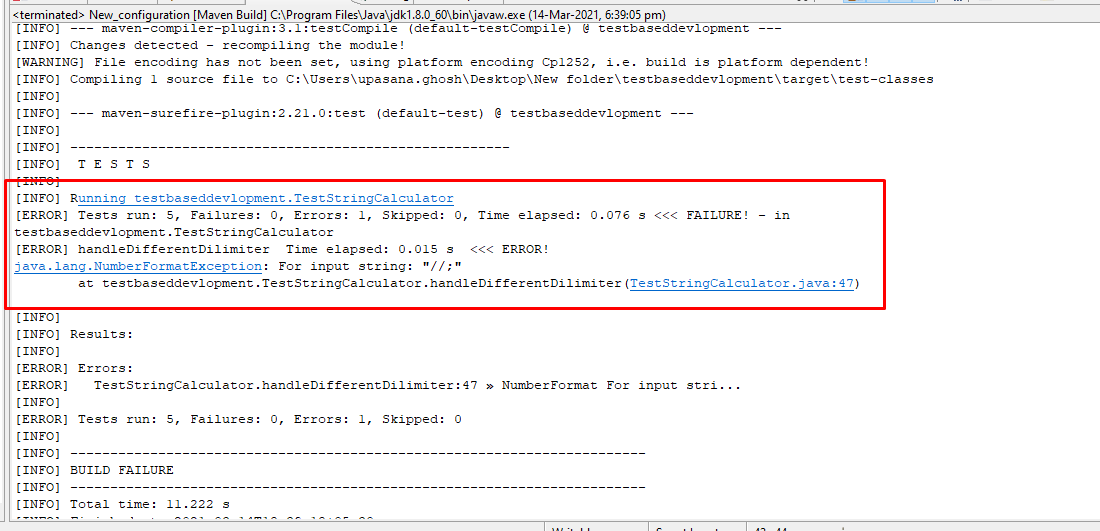 <terminated> New_configuration [Maven Build] C:\Program Files\Java\jdk1.8.0_60\bin\javaw.exe (14-Mar-2021, 6:39:05 pm)
[INFO] --- maven-compiler-plugin:3.1:testCompile (default-testCompile) @ testbaseddevlopment ---
[INFO] Changes detected - recompiling the module!
[WARNING] File encoding has not been set, using platform encoding Cp1252, i.e. build is platform dependent!
[INFO] Compiling 1 source file to C:\Users\upasana.ghosh\Desktop\New folder\testbaseddevlopment\target\test-classes
[INFO]
[INFO] --- maven-surefire-plugin:2.21.0:test (default-test) @ testbaseddevlopment ---
[INFO]
[INFO] -------------------------------------------------------
[INFO]  T E S T S
[INFO]
[INFO] Running testbaseddevlopment.TestStringCalculator
[ERROR] Tests run: 5, Failures: 0, Errors: 1, Skipped: 0, Time elapsed: 0.076 s <<< FAILURE! - in
testbaseddevlopment.TestStringCalculator
[ERROR] handleDifferentDilimiter  Time elapsed: 0.015 s  <<< ERROR!
java.lang.NumberFormatException: For input string: "//;"
        at testbaseddevlopment.TestStringCalculator.handleDifferentDilimiter(TestStringCalculator.java:47)
[INFO]
[INFO] Results:
[INFO]
[ERROR] Errors:
[ERROR]   TestStringCalculator.handleDifferentDilimiter:47 » NumberFormat For input stri...
[INFO]
[ERROR] Tests run: 5, Failures: 0, Errors: 1, Skipped: 0
[INFO]
[INFO] ------------------------------------------------------------------------
[INFO] BUILD FAILURE
[INFO] ------------------------------------------------------------------------
[INFO] Total time: 11.222 s